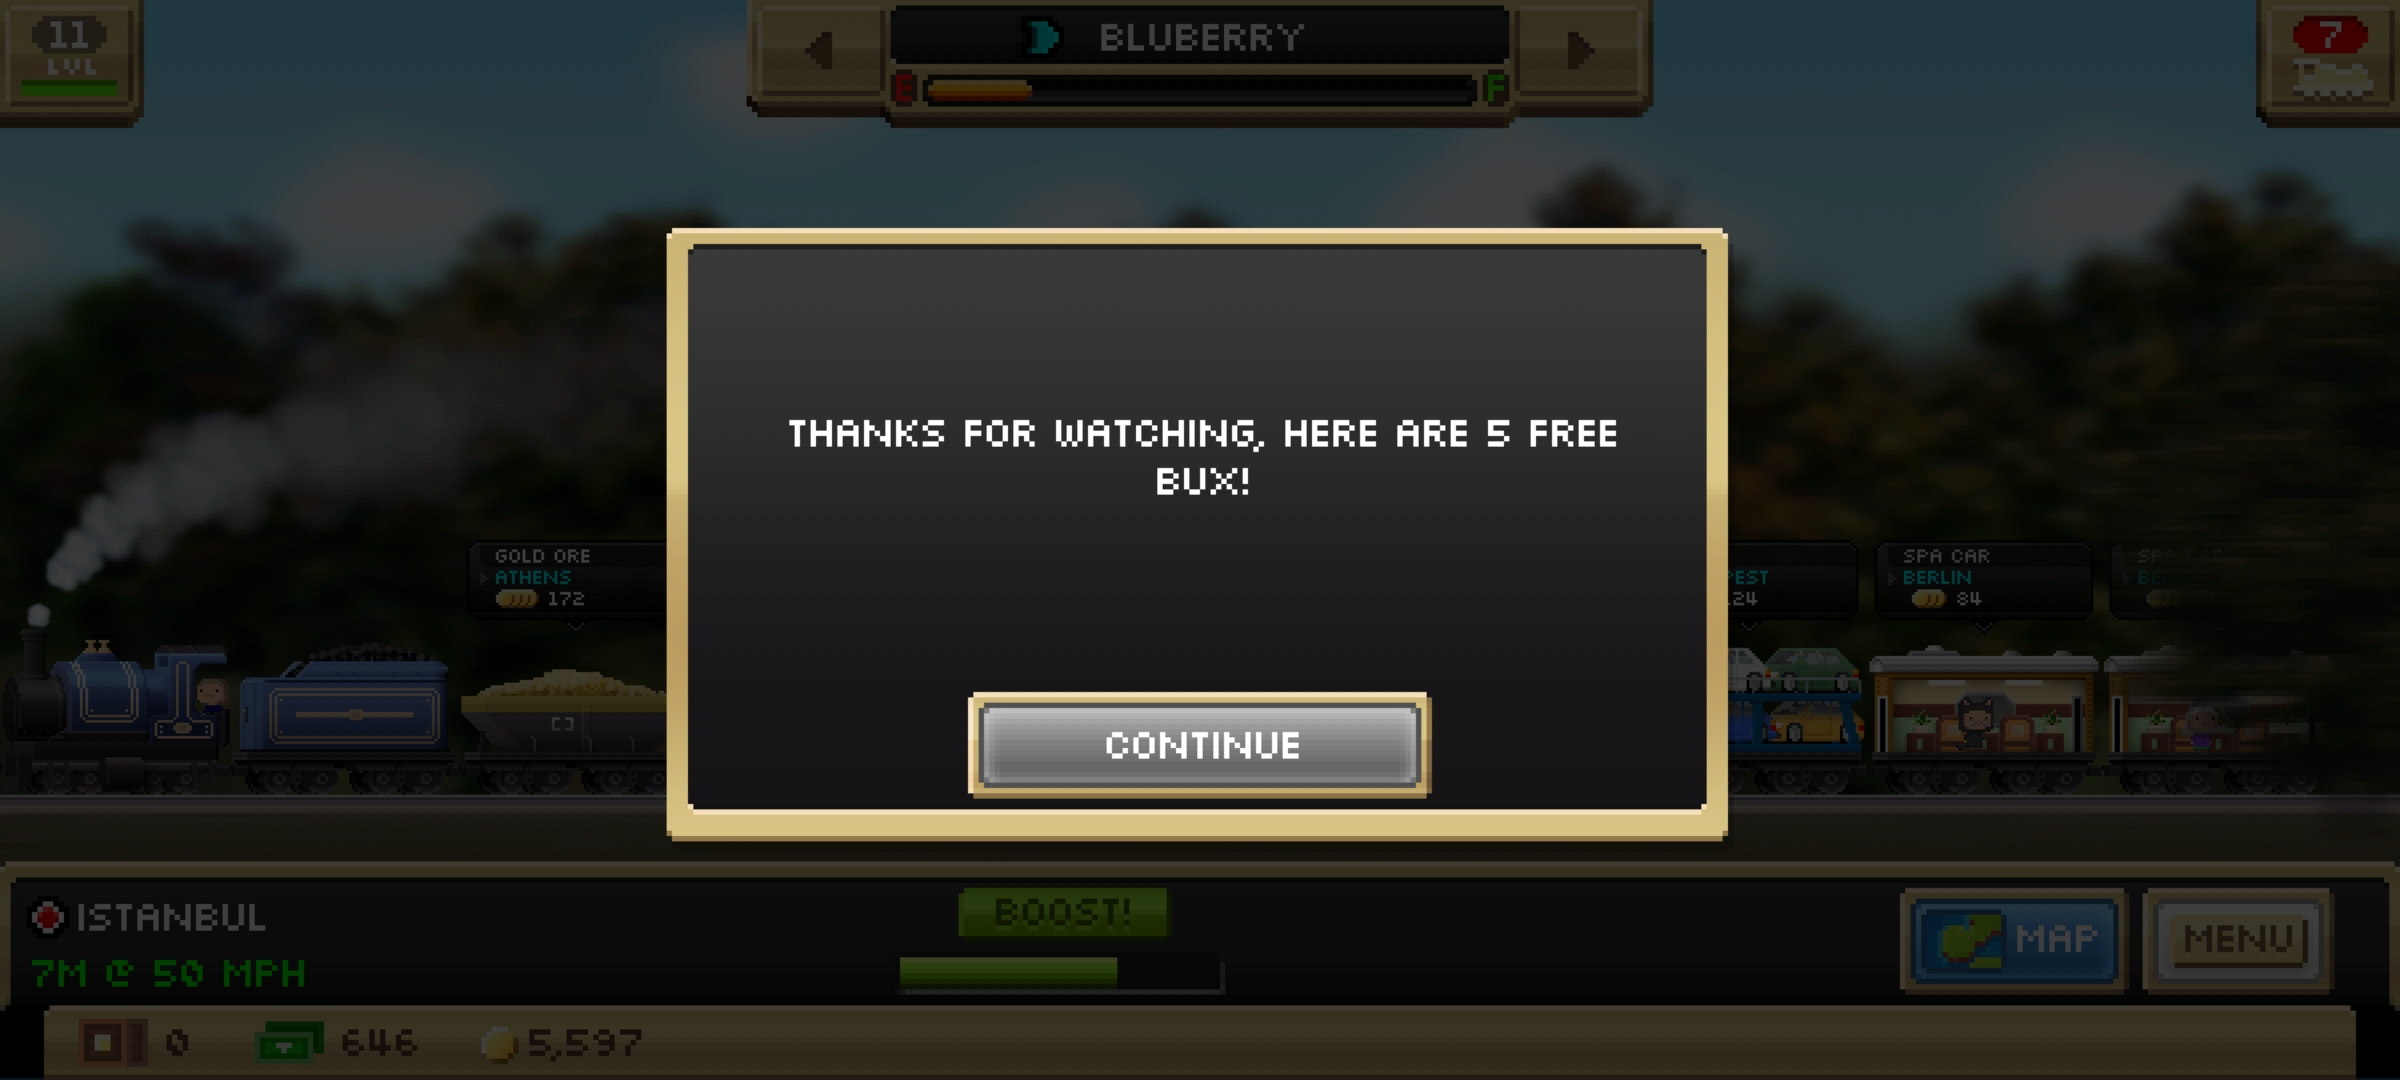 11
LVL
BLUBERRY
E
F
7
THANKS FOR WATCHING, HERE ARE 5 FREE
BUX!
CONTINUE
GOLD ORE
ATHENS
172
SPA CAR
BERLIN
84
ISTANBUL
7M @ 50 MPH
BOOST!
MAP
MENU
0
646
5,597